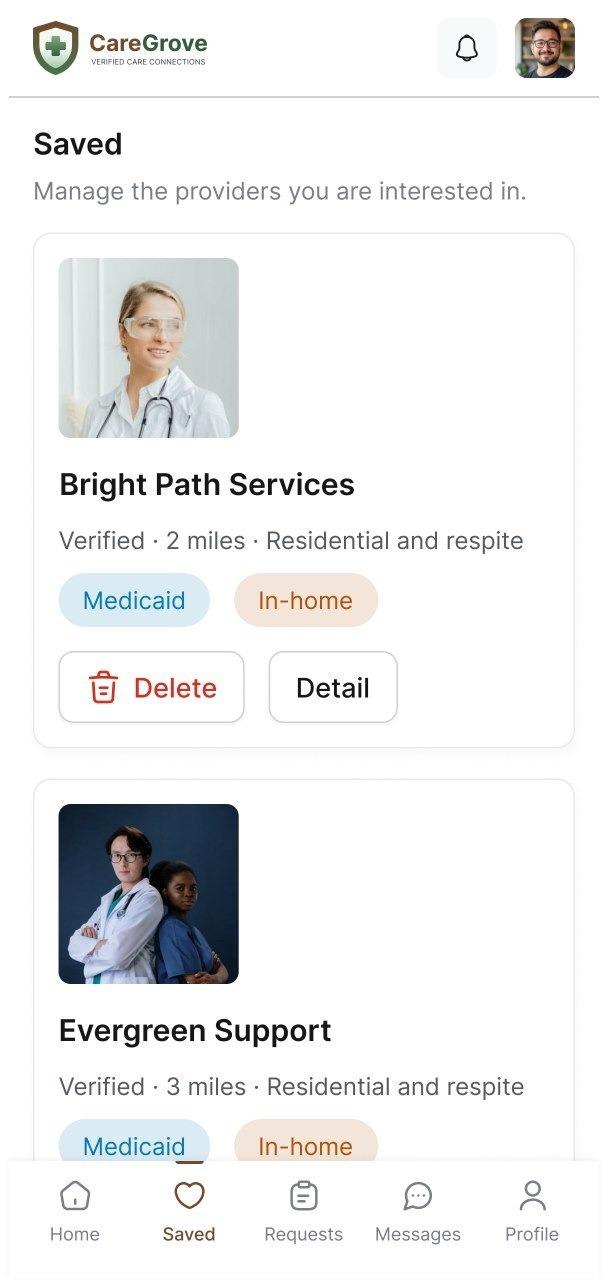 CareGrove
VERIFIED CARE CONNECTIONS
Saved
Manage the providers you are interested in.
Bright Path Services
Verified · 2 miles · Residential and respite
Medicaid In-home
Delete Detail
Evergreen Support
Verified · 3 miles · Residential and respite
Medicaid In-home
Home Saved Requests Messages Profile